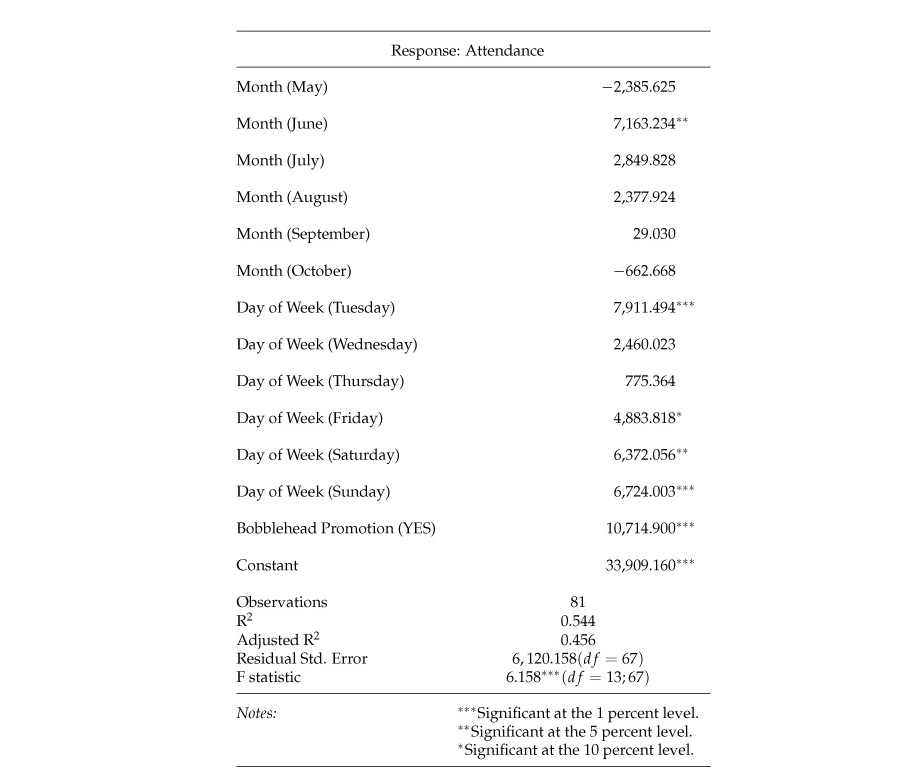 Response: Attendance
Month (May) −2,385.625
Month (June) 7,163.234**
Month (July) 2,849.828
Month (August) 2,377.924
Month (September) 29.030
Month (October) −662.668
Day of Week (Tuesday) 7,911.494***
Day of Week (Wednesday) 2,460.023
Day of Week (Thursday) 775.364
Day of Week (Friday) 4,883.818*
Day of Week (Saturday) 6,372.056**
Day of Week (Sunday) 6,724.003***
Bobblehead Promotion (YES) 10,714.900***
Constant 33,909.160***
Observations 81
R² 0.544
Adjusted R² 0.456
Residual Std. Error 6, 120.158(df = 67)
F statistic 6.158***(df = 13; 67)
Notes: ***Significant at the 1 percent level.
**Significant at the 5 percent level.
*Significant at the 10 percent level.